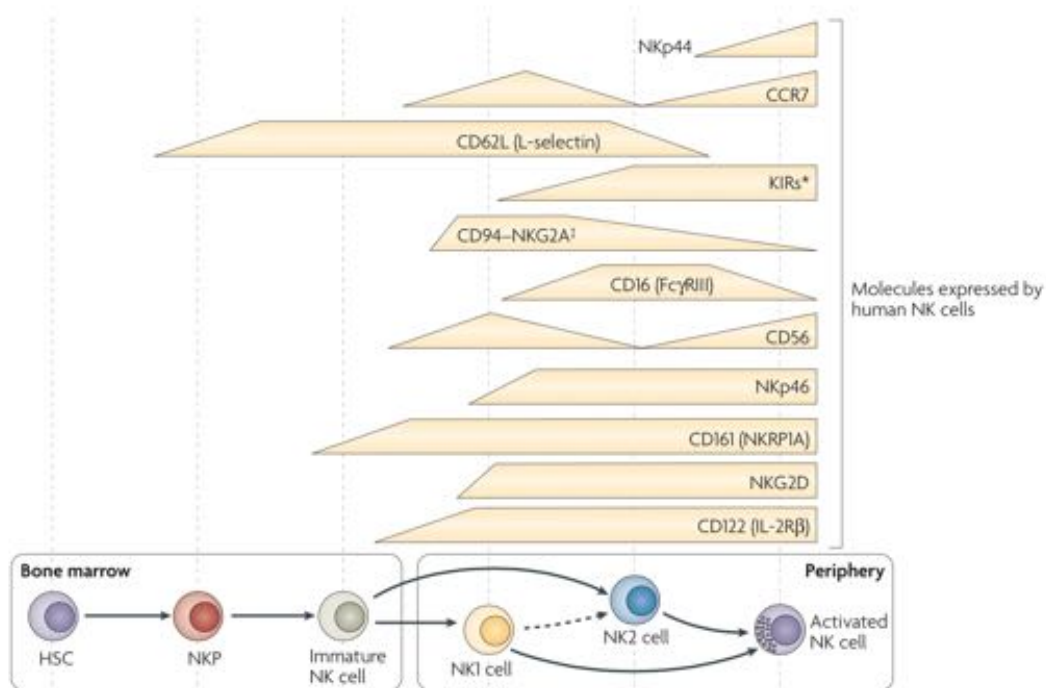 NKp44
CCR7
CD62L (L-selectin)
KIRs*
CD94–NKG2A‡
CD16 (FcγRIII)
CD56
NKp46
CD161 (NKRP1A)
NKG2D
CD122 (IL-2Rβ)
Molecules expressed by
human NK cells
Bone marrow
Periphery
HSC
NKP
Immature
NK cell
NK1 cell
NK2 cell
Activated
NK cell